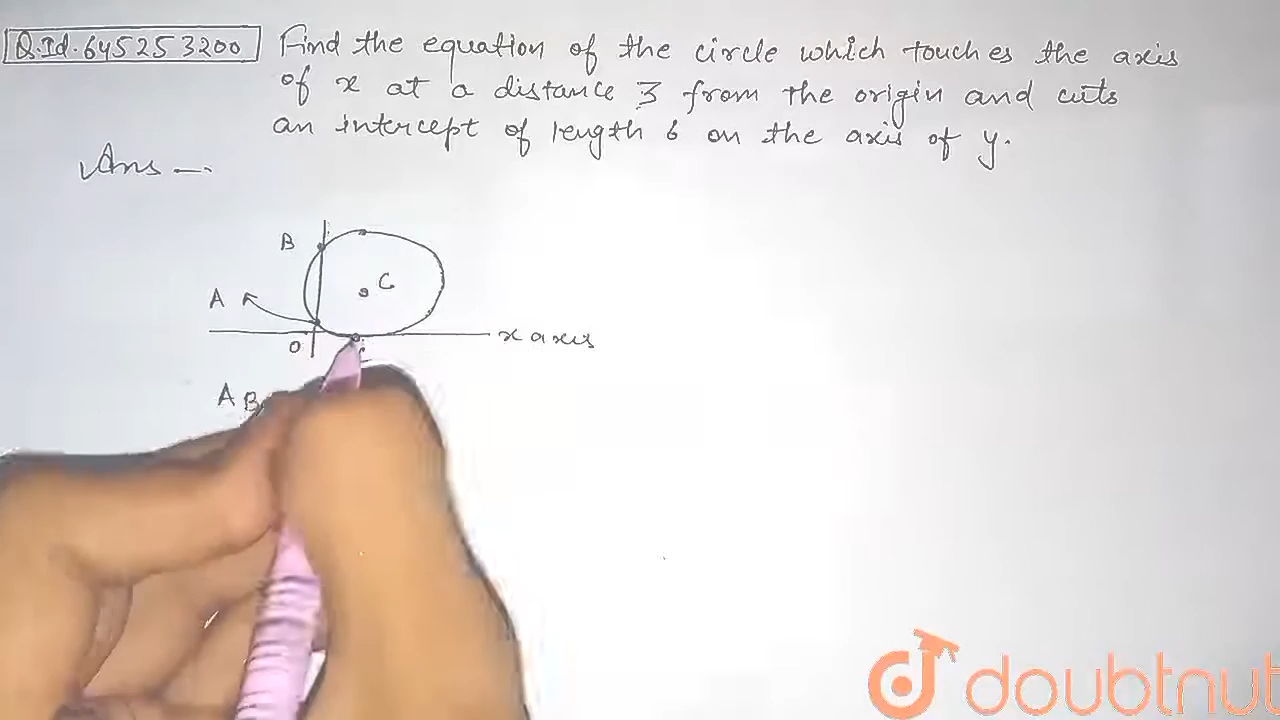 Q.Id. 645253200 Find the equation of the circle which touches the axis
of x at a distance 3 from the origin and cuts
an intercept of length 6 on the axis of y.
Ans —.
B
C
A
O
x axis
AB
doubtnut